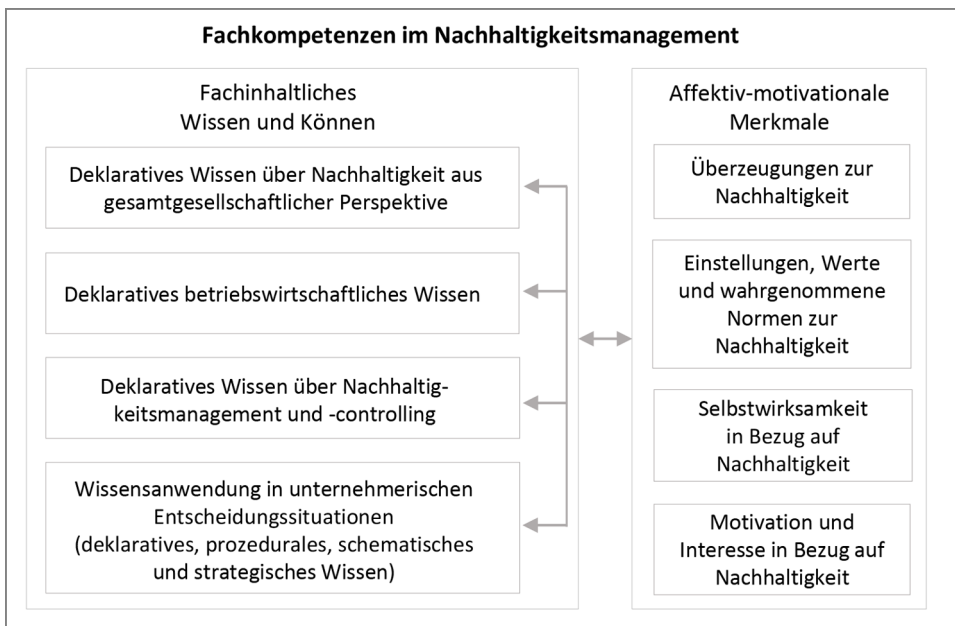 Fachkompetenzen im Nachhaltigkeitsmanagement
Fachinhaltliches
Wissen und Können
Deklaratives Wissen über Nachhaltigkeit aus
gesamtgesellschaftlicher Perspektive
Deklaratives betriebswirtschaftliches Wissen
Deklaratives Wissen über Nachhaltig-
keitsmanagement und -controlling
Wissensanwendung in unternehmerischen
Entscheidungssituationen
(deklaratives, prozedurales, schematisches
und strategisches Wissen)
Affektiv-motivationale
Merkmale
Überzeugungen zur
Nachhaltigkeit
Einstellungen, Werte
und wahrgenommene
Normen zur
Nachhaltigkeit
Selbstwirksamkeit
in Bezug auf
Nachhaltigkeit
Motivation und
Interesse in Bezug auf
Nachhaltigkeit